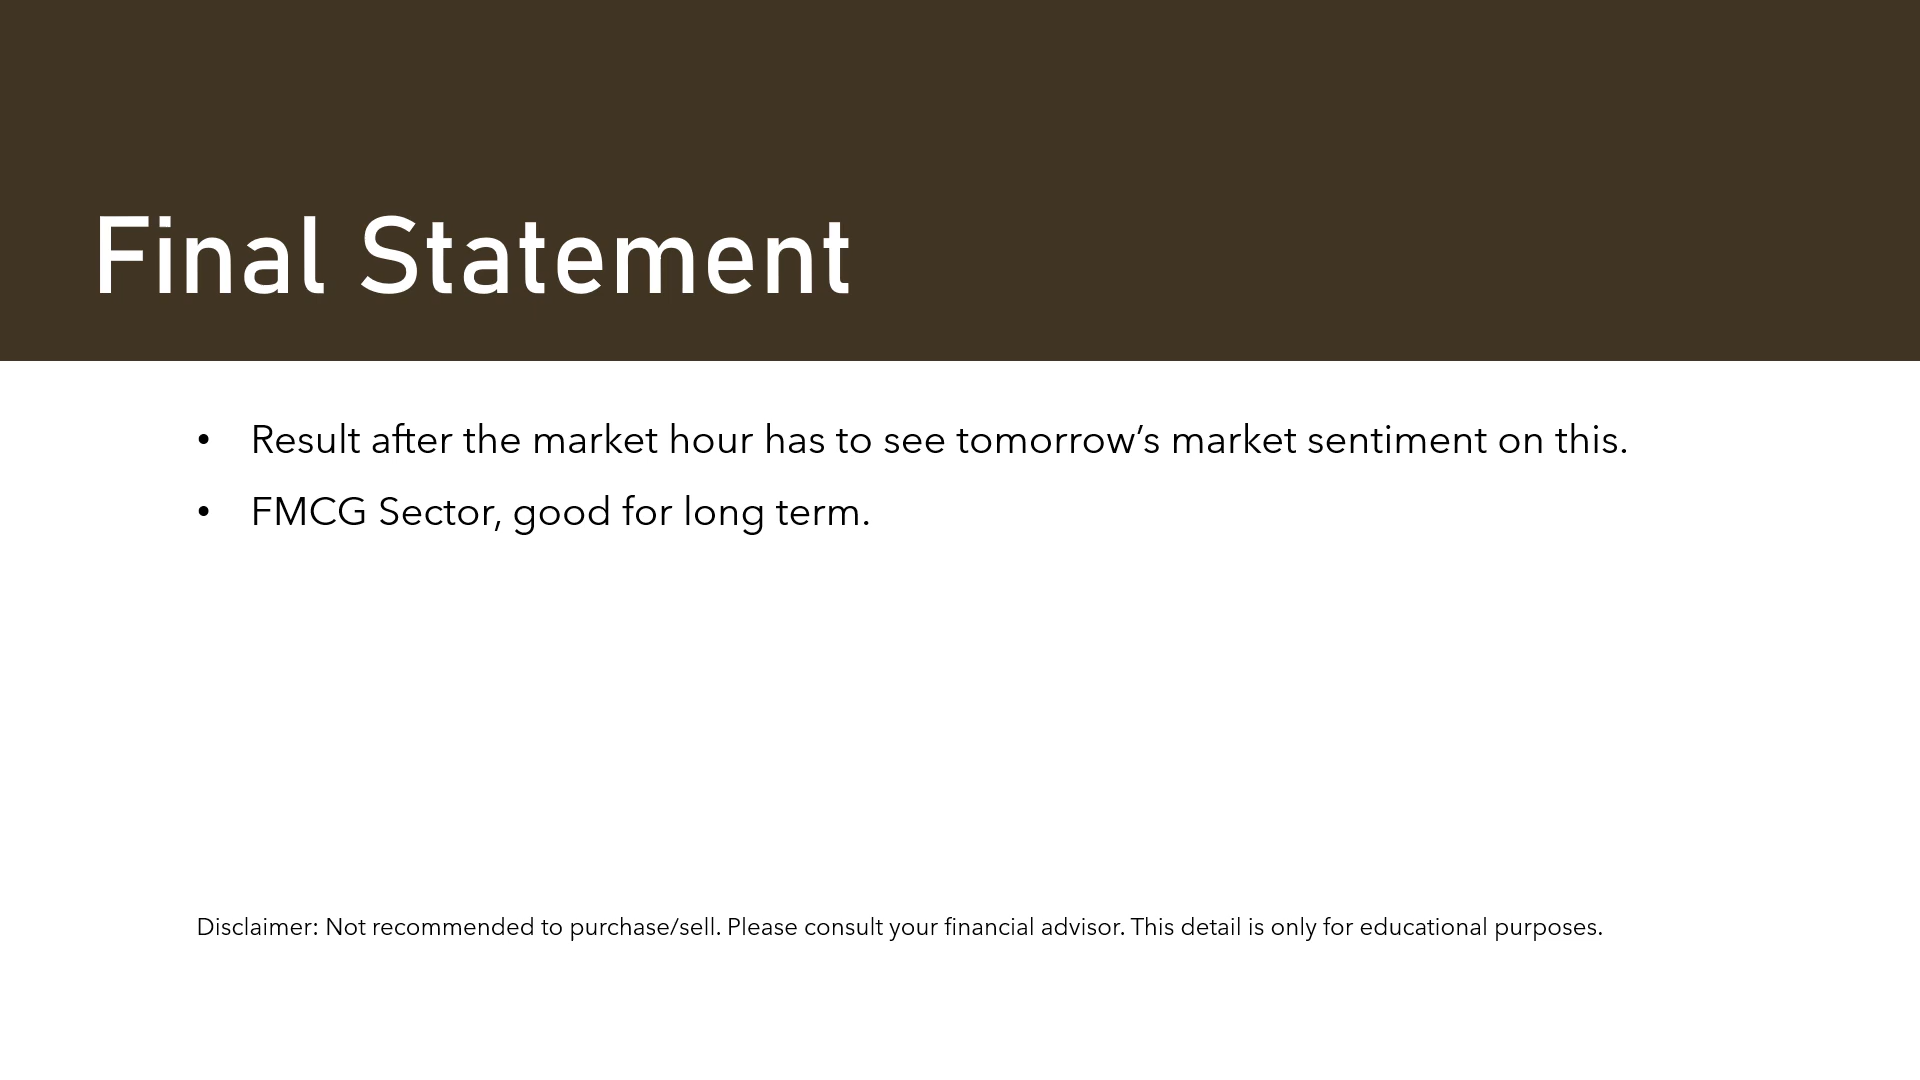 Final Statement
• Result after the market hour has to see tomorrow’s market sentiment on this.
• FMCG Sector, good for long term.
Disclaimer: Not recommended to purchase/sell. Please consult your financial advisor. This detail is only for educational purposes.